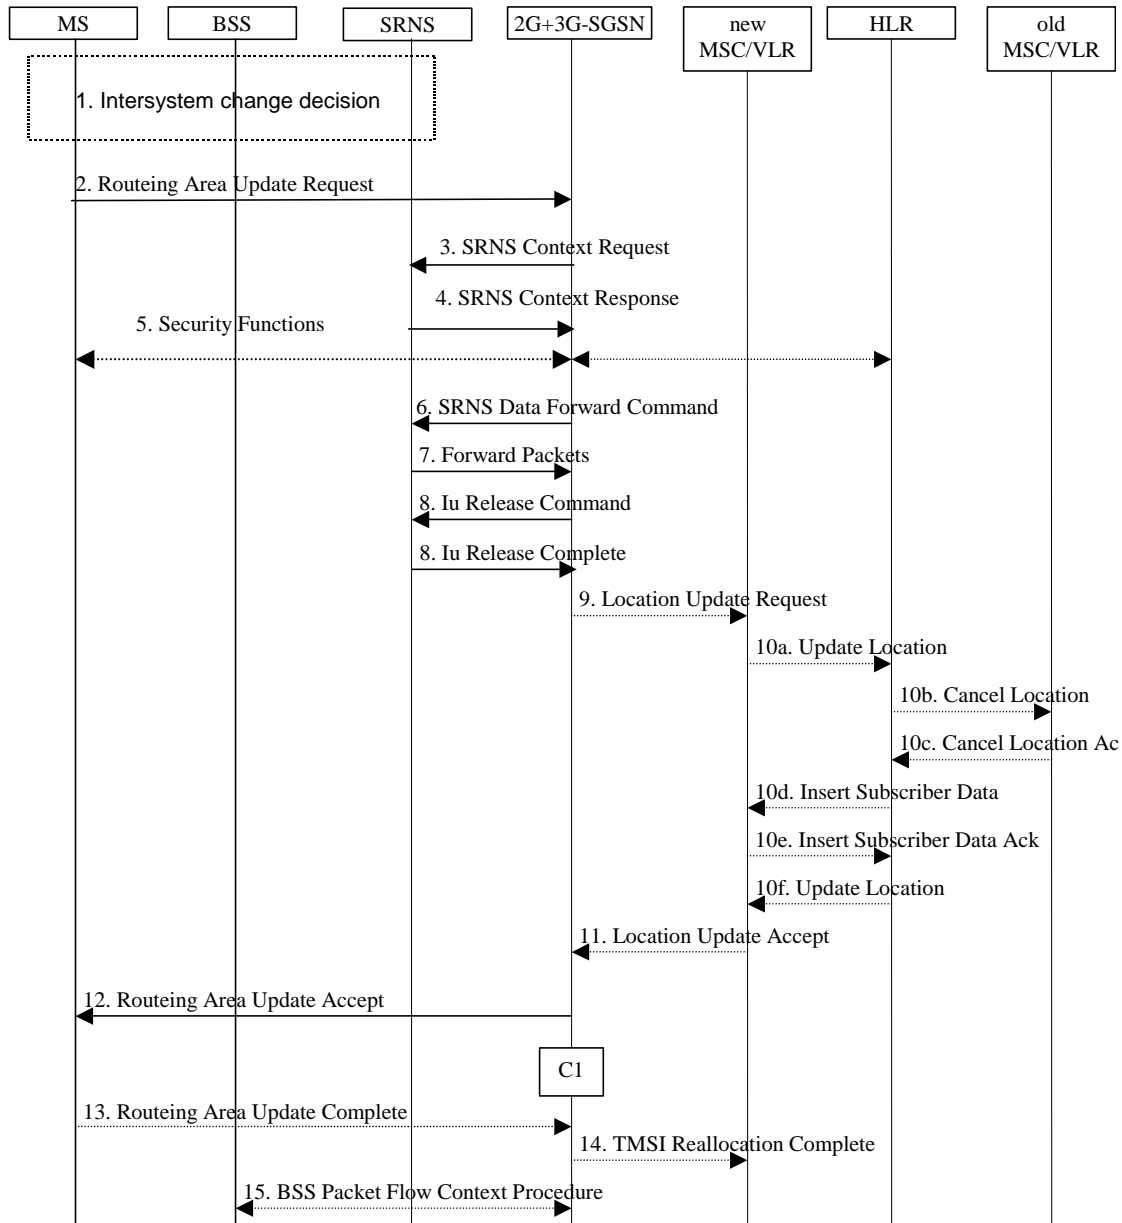 MS
BSS
SRNS
2G+3G-SGSN
new
MSC/VLR
HLR
old
MSC/VLR
1. Intersystem change decision
2. Routeing Area Update Request
3. SRNS Context Request
4. SRNS Context Response
5. Security Functions
6. SRNS Data Forward Command
7. Forward Packets
8. Iu Release Command
8. Iu Release Complete
9. Location Update Request
10a. Update Location
10b. Cancel Location
10c. Cancel Location Ac
10d. Insert Subscriber Data
10e. Insert Subscriber Data Ack
10f. Update Location
11. Location Update Accept
12. Routeing Area Update Accept
C1
13. Routeing Area Update Complete
14. TMSI Reallocation Complete
15. BSS Packet Flow Context Procedure